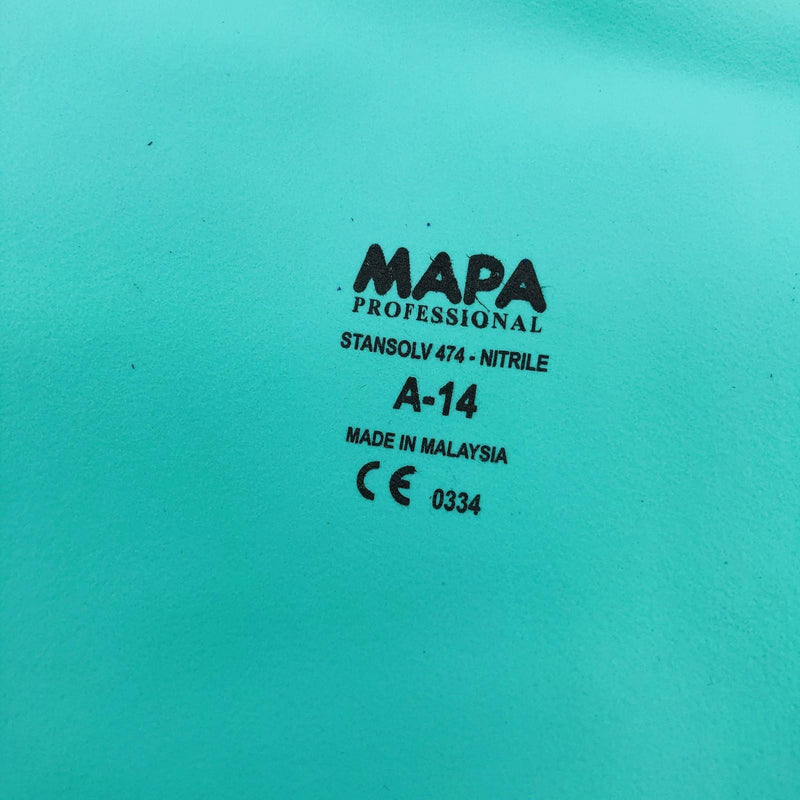 MAPA
PROFESSIONAL
STANSOLV 474 - NITRILE
A-14
MADE IN MALAYSIA
CE 0334